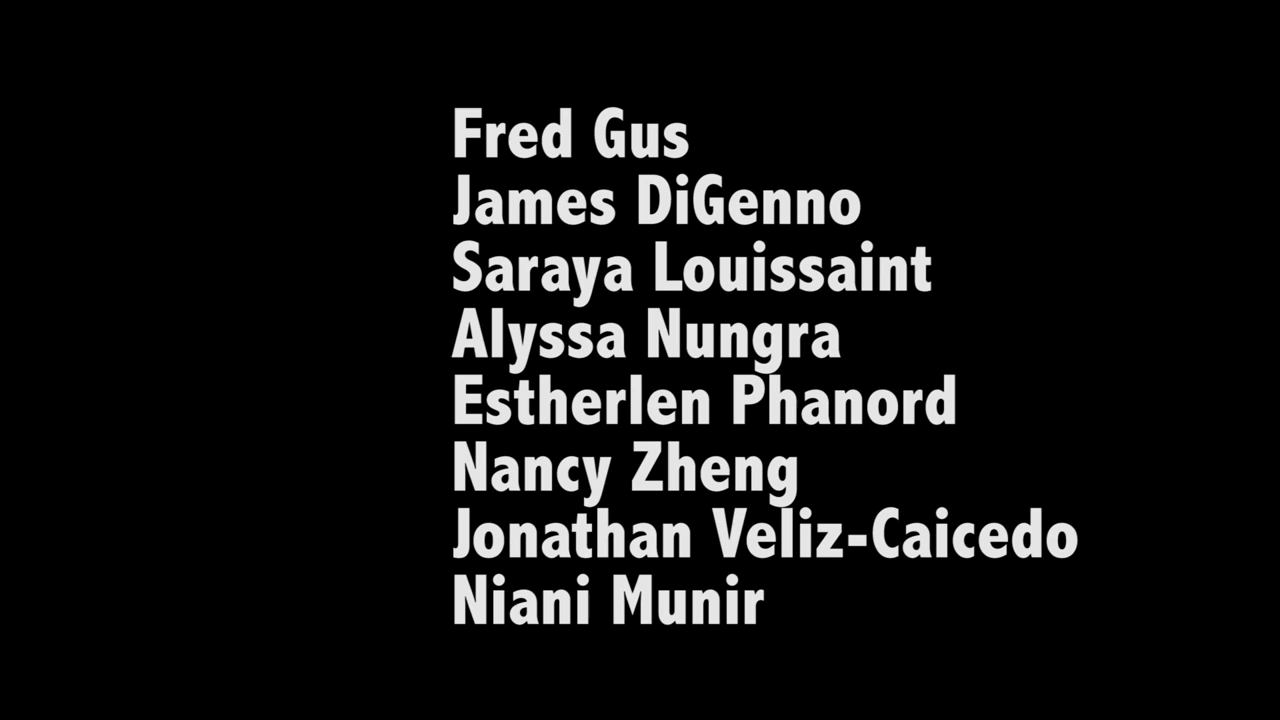 Fred Gus
James DiGenno
Saraya Louissaint
Alyssa Nungra
Estherlen Phanord
Nancy Zheng
Jonathan Veliz-Caicedo
Niani Munir